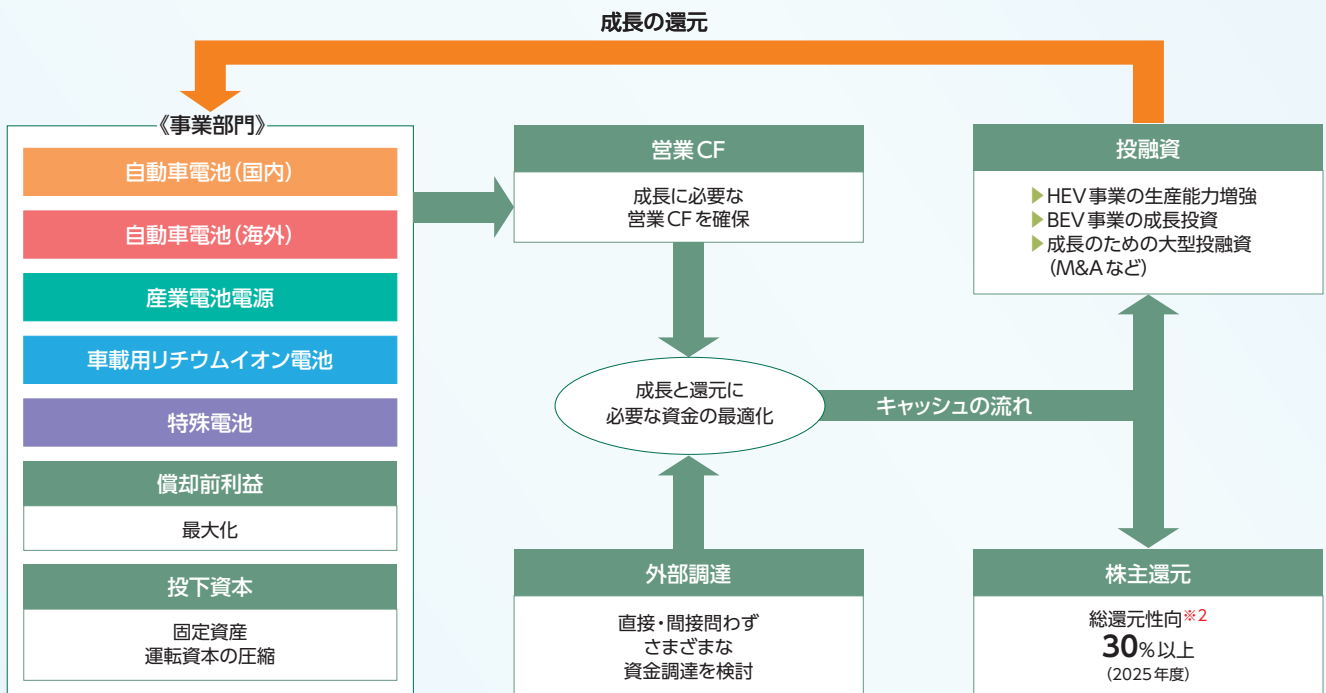 成長の還元
《事業部門》
自動車電池(国内)
自動車電池(海外)
産業電池電源
車載用リチウムイオン電池
特殊電池
償却前利益
最大化
投下資本
固定資産
運転資本の圧縮
営業CF
成長に必要な
営業CFを確保
成長と還元に
必要な資金の最適化
キャッシュの流れ
外部調達
直接・間接問わず
さまざまな
資金調達を検討
投融資
▶HEV事業の生産能力増強
▶BEV事業の成長投資
▶成長のための大型投融資
(M&Aなど)
株主還元
総還元性向※2
30%以上
(2025年度)